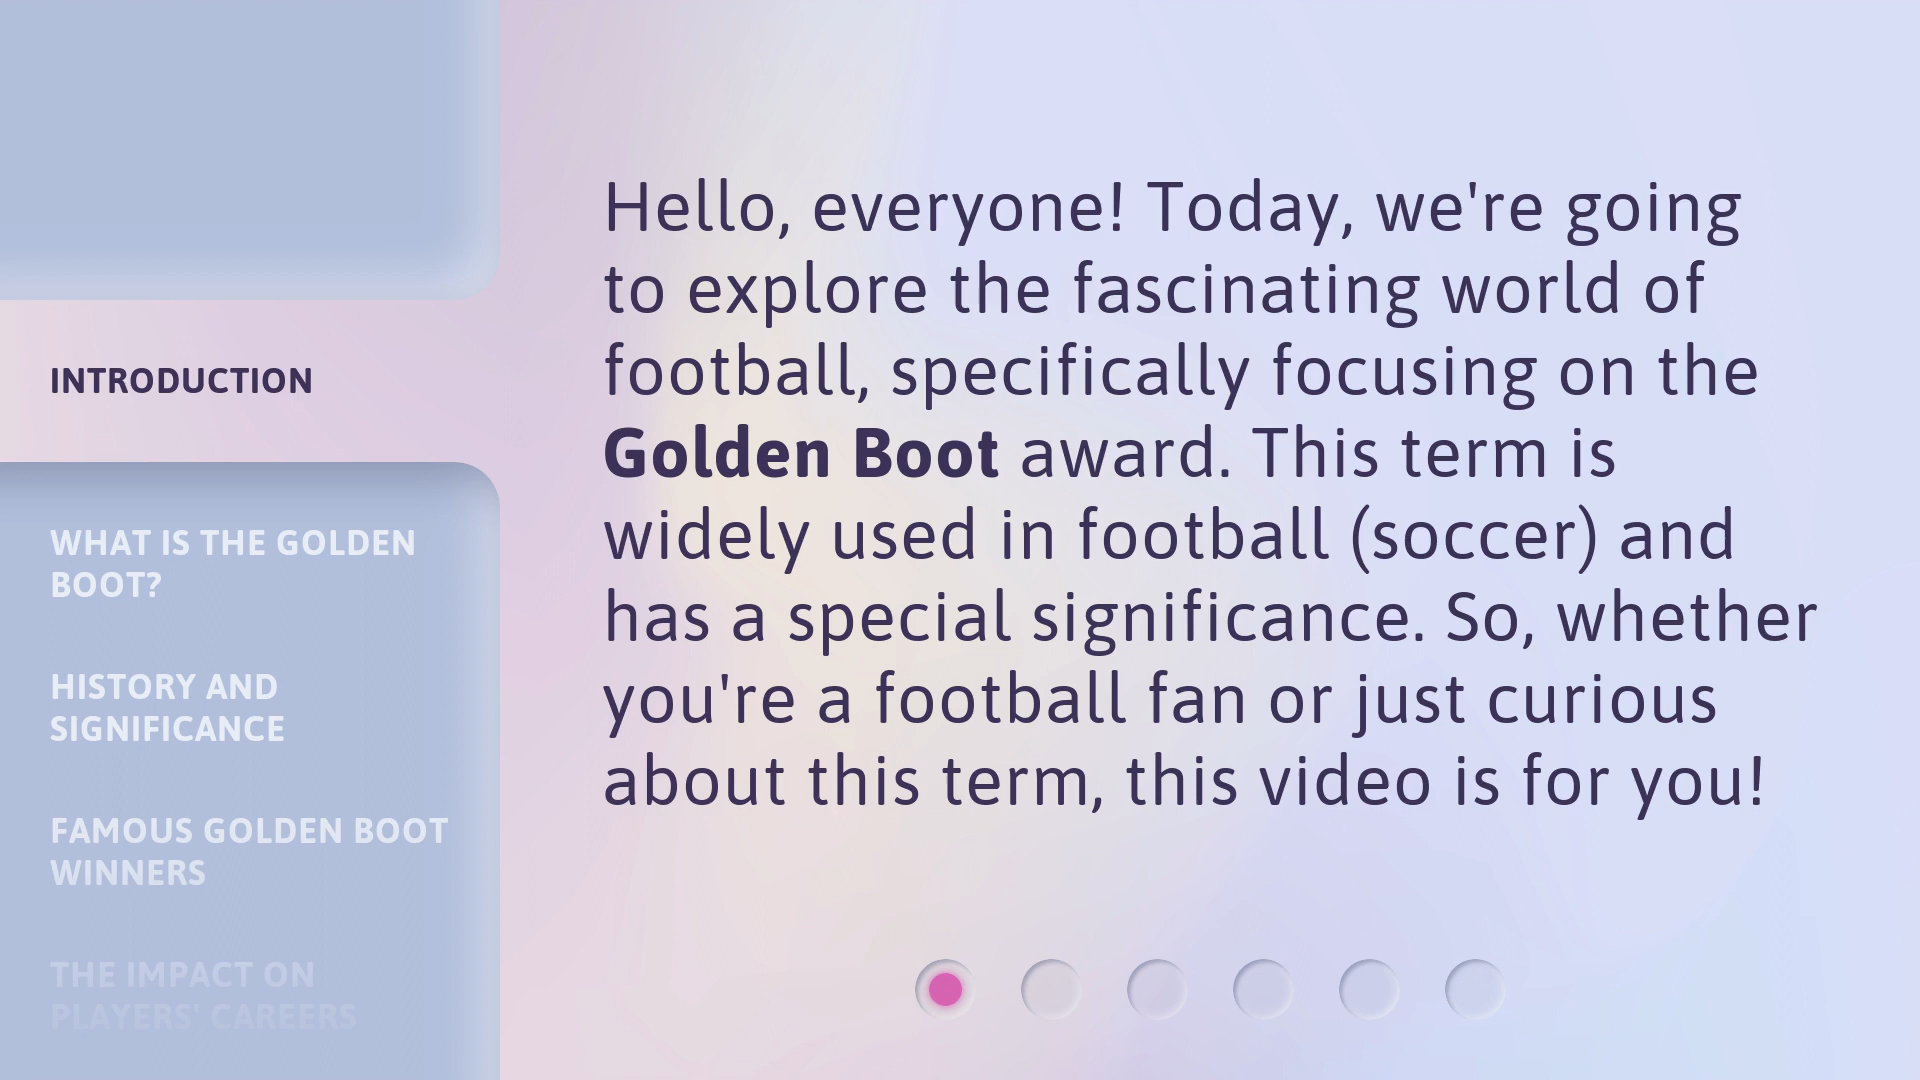 INTRODUCTION
WHAT IS THE GOLDEN
BOOT?
HISTORY AND
SIGNIFICANCE
FAMOUS GOLDEN BOOT
WINNERS
THE IMPACT ON
PLAYERS' CAREERS
Hello, everyone! Today, we're going
to explore the fascinating world of
football, specifically focusing on the
Golden Boot award. This term is
widely used in football (soccer) and
has a special significance. So, whether
you're a football fan or just curious
about this term, this video is for you!